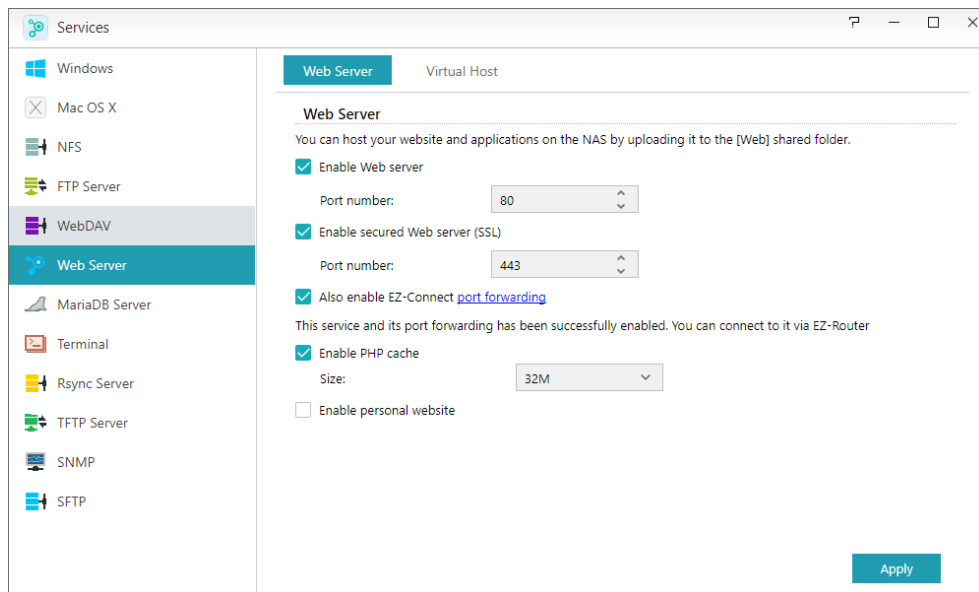 Services
Windows
Mac OS X
NFS
FTP Server
WebDAV
Web Server
MariaDB Server
Terminal
Rsync Server
TFTP Server
SNMP
SFTP
Web Server
Virtual Host
Web Server
You can host your website and applications on the NAS by uploading it to the [Web] shared folder.
Enable Web server
Port number: 80
Enable secured Web server (SSL)
Port number: 443
Also enable EZ-Connect port forwarding
This service and its port forwarding has been successfully enabled. You can connect to it via EZ-Router
Enable PHP cache
Size: 32M
Enable personal website
Apply